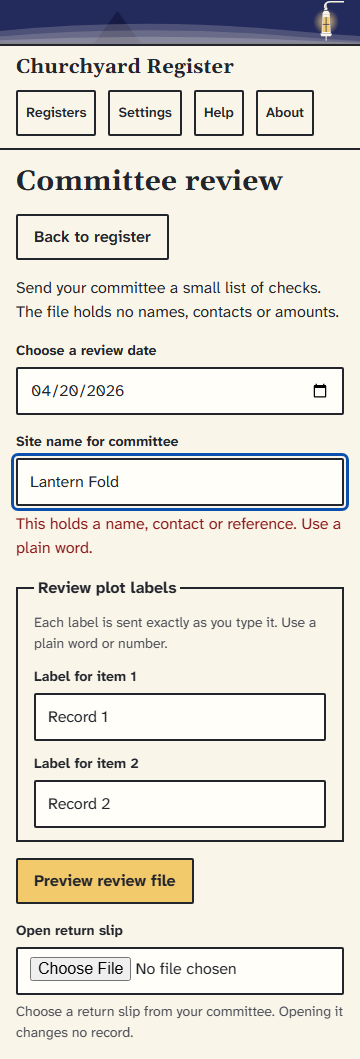 Churchyard Register
Registers
Settings
Help
About
Committee review
Back to register
Send your committee a small list of checks.
The file holds no names, contacts or amounts.
Choose a review date
04/20/2026
Site name for committee
Lantern Fold
This holds a name, contact or reference. Use a
plain word.
Review plot labels
Each label is sent exactly as you type it. Use a
plain word or number.
Label for item 1
Record 1
Label for item 2
Record 2
Preview review file
Open return slip
Choose File No file chosen
Choose a return slip from your committee. Opening it
changes no record.